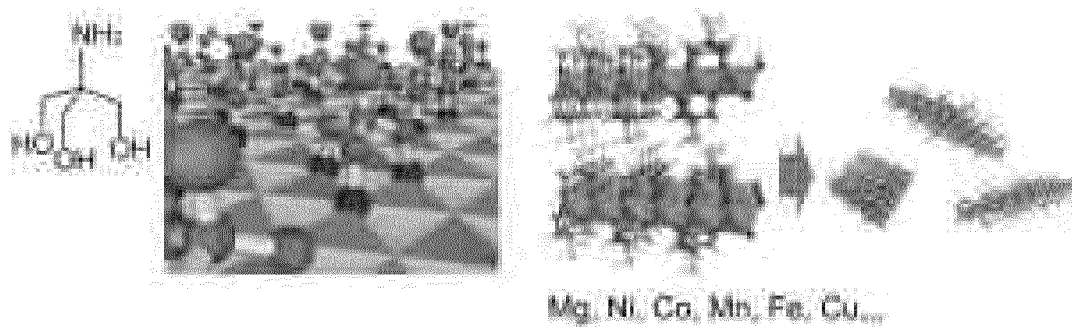 NH₂
HO
OH
OH
Mg, Ni, Co, Mn, Fe, Cu...